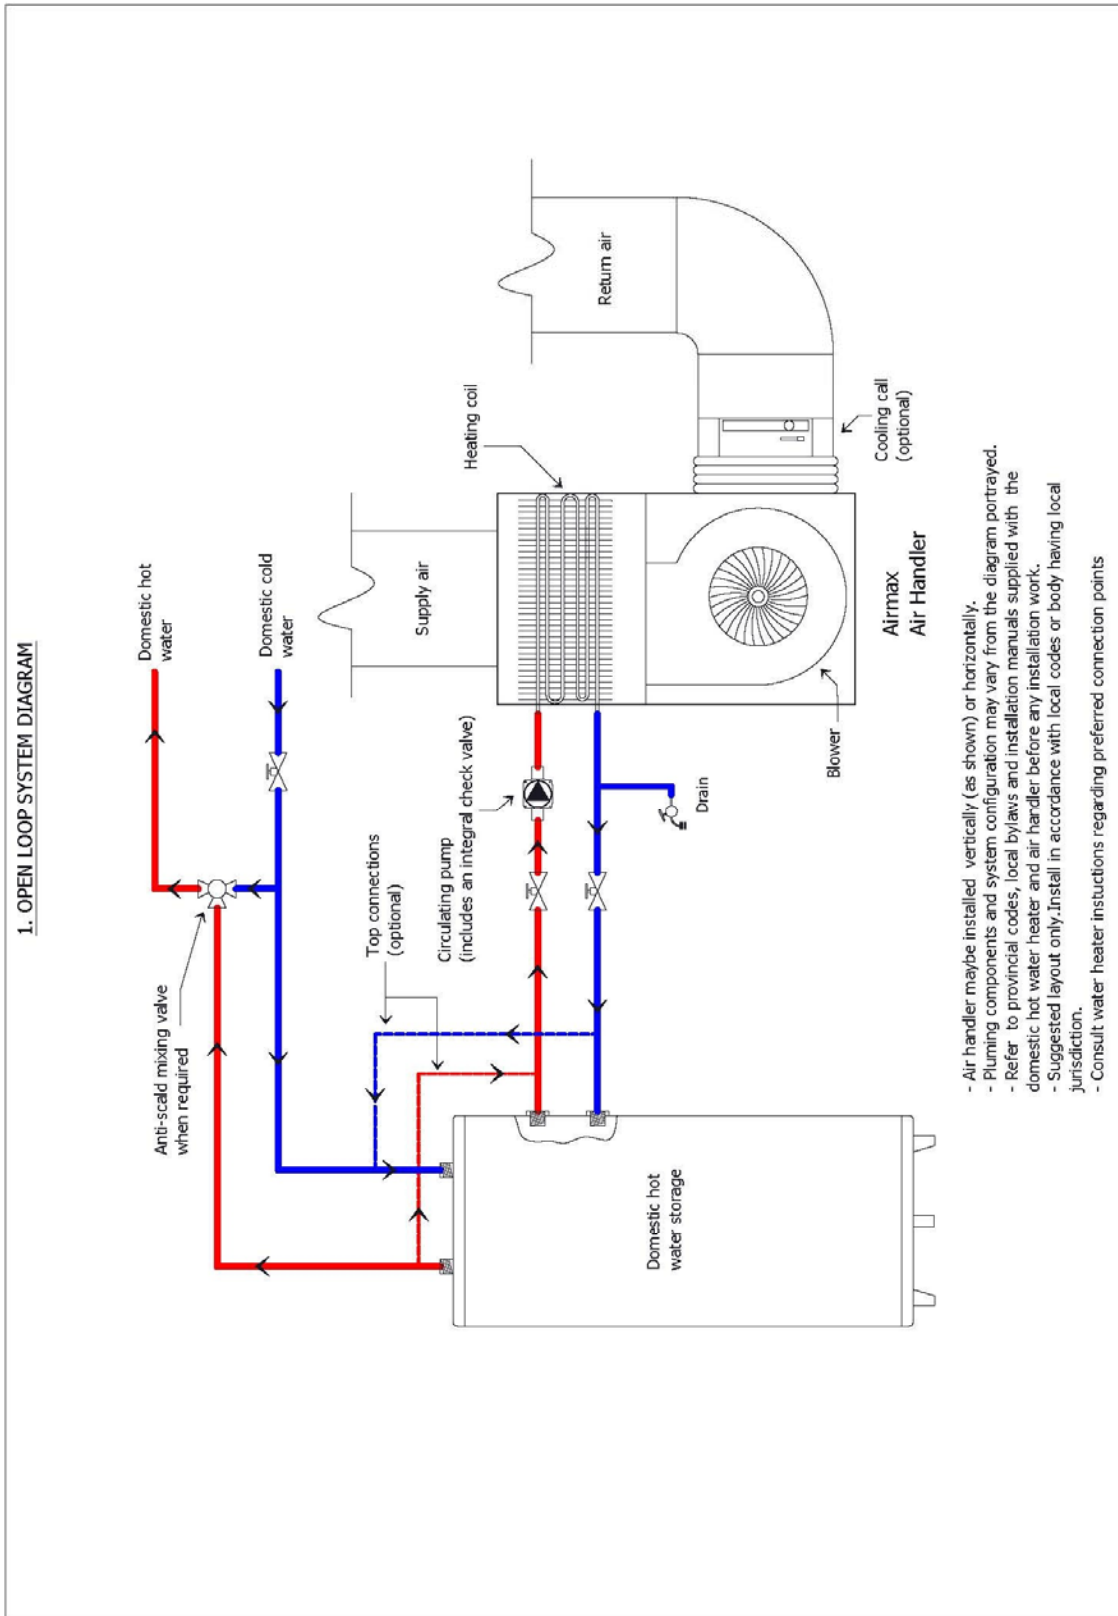 1. OPEN LOOP SYSTEM DIAGRAM
Domestic hot
water
Domestic cold
water
Anti-scald mixing valve
when required
Top connections
(optional)
Circulating pump
(includes an integral check valve)
Supply air
Heating coil
Return air
Cooling call
(optional)
Drain
Blower
Airmax
Air Handler
Domestic hot
water storage
- Air handler maybe installed vertically (as shown) or horizontally.
- Pluming components and system configuration may vary from the diagram portrayed.
- Refer to provincial codes, local bylaws and installation manuals supplied with the
domestic hot water heater and air handler before any installation work.
- Suggested layout only.Install in accordance with local codes or body having local
jurisdiction.
- Consult water heater instuctions regarding preferred connection points